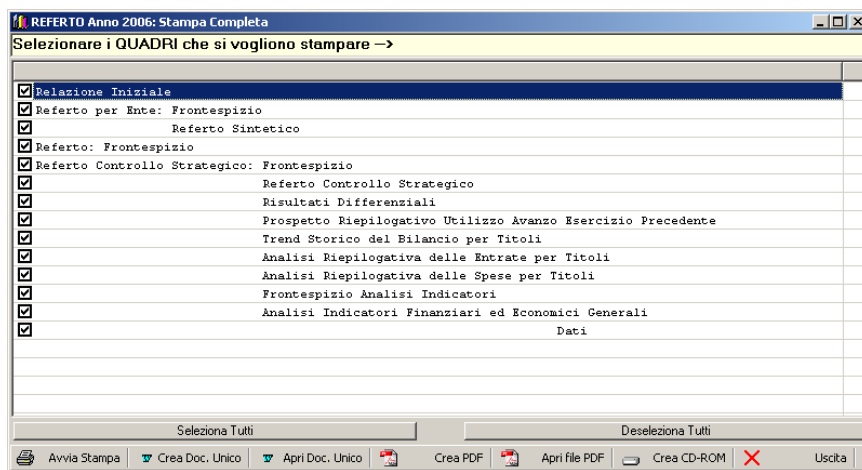 REFERTO Anno 2006: Stampa Completa
Selezionare i QUADRI che si vogliono stampare -->
Relazione Iniziale
Referto per Ente: Frontespizio
Referto Sintetico
Referto: Frontespizio
Referto Controllo Strategico: Frontespizio
Referto Controllo Strategico
Risultati Differenziali
Prospetto Riepilogativo Utilizzo Avanzo Esercizio Precedente
Trend Storico del Bilancio per Titoli
Analisi Riepilogativa delle Entrate per Titoli
Analisi Riepilogativa delle Spese per Titoli
Frontespizio Analisi Indicatori
Analisi Indicatori Finanziari ed Economici Generali
Dati
Seleziona Tutti Deseleziona Tutti
Avvia Stampa Crea Doc. Unico Apri Doc. Unico Crea PDF Apri file PDF Crea CD-ROM Uscita